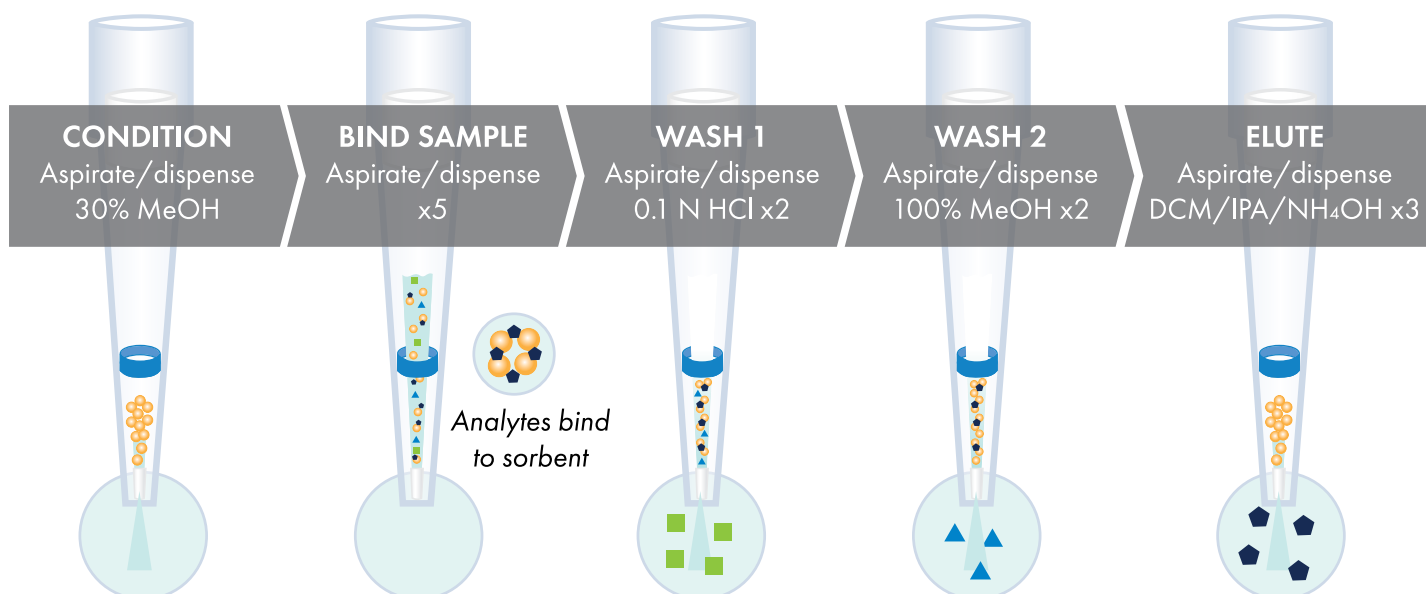 CONDITION
Aspirate/dispense
30% MeOH
BIND SAMPLE
Aspirate/dispense
x5
WASH 1
Aspirate/dispense
0.1 N HCl x2
WASH 2
Aspirate/dispense
100% MeOH x2
ELUTE
Aspirate/dispense
DCM/IPA/NH₄OH x3
Analytes bind
to sorbent